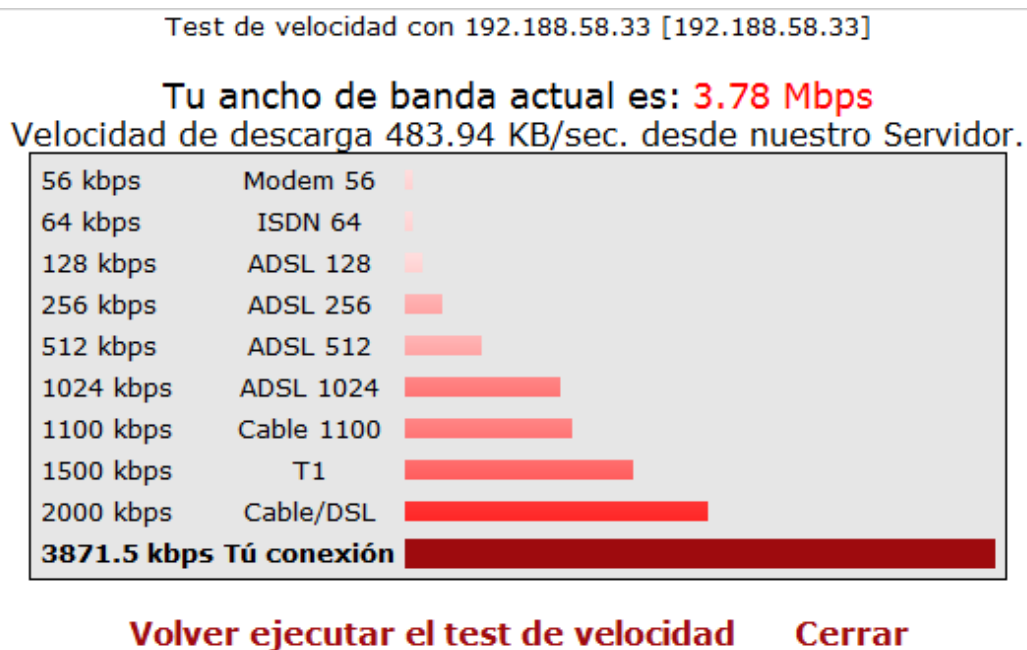 Test de velocidad con 192.188.58.33 [192.188.58.33]
Tu ancho de banda actual es: 3.78 Mbps
Velocidad de descarga 483.94 KB/sec. desde nuestro Servidor.
56 kbps Modem 56
64 kbps ISDN 64
128 kbps ADSL 128
256 kbps ADSL 256
512 kbps ADSL 512
1024 kbps ADSL 1024
1100 kbps Cable 1100
1500 kbps T1
2000 kbps Cable/DSL
3871.5 kbps Tú conexión
Volver ejecutar el test de velocidad Cerrar